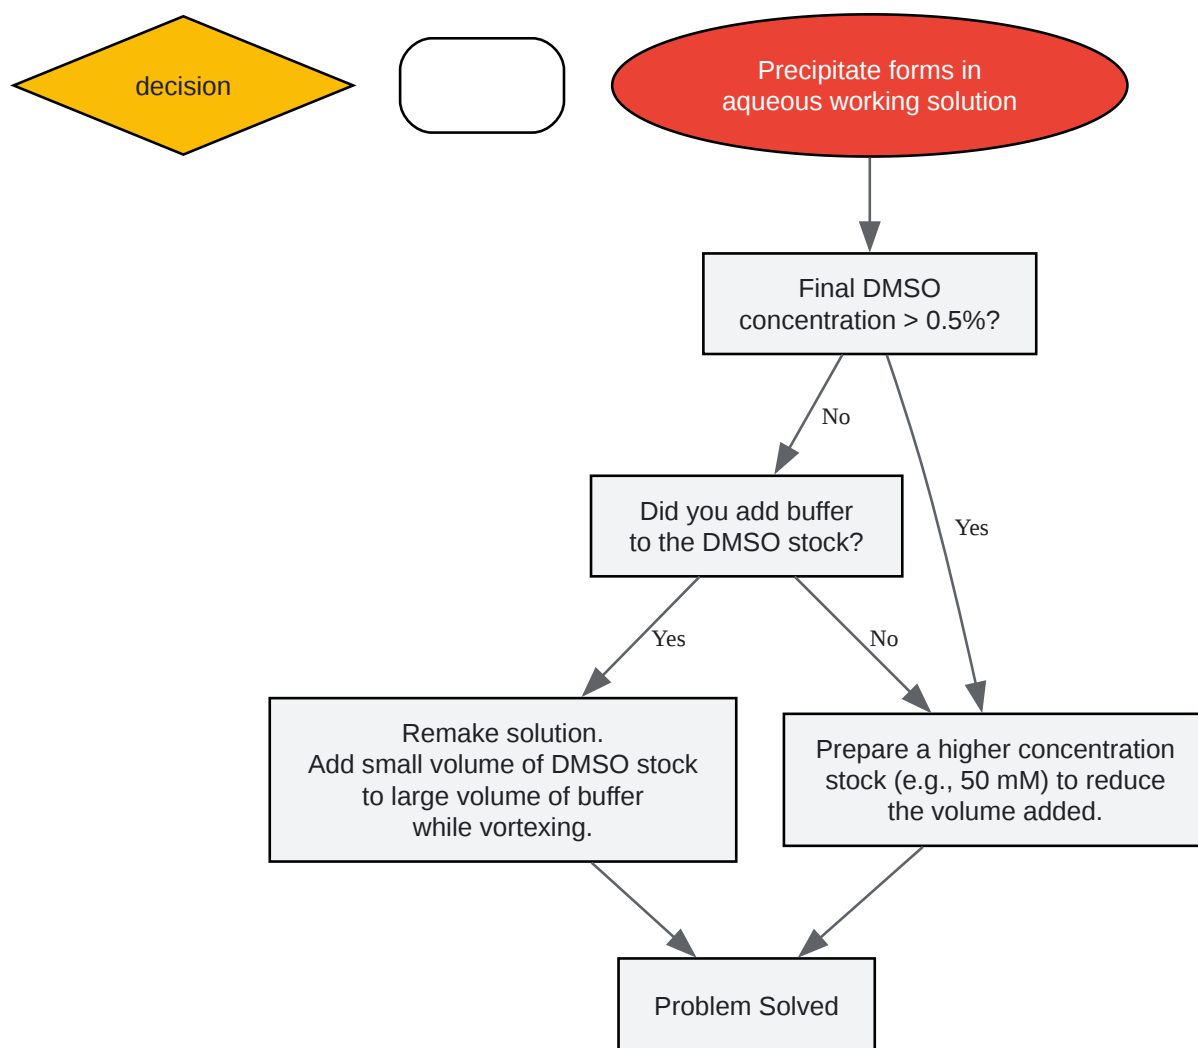 decision
Precipitate forms in
aqueous working solution
Final DMSO
concentration > 0.5%?
No
Did you add buffer
to the DMSO stock?
Yes
Yes
No
Remake solution.
Add small volume of DMSO stock
to large volume of buffer
while vortexing.
Prepare a higher concentration
stock (e.g., 50 mM) to reduce
the volume added.
Problem Solved